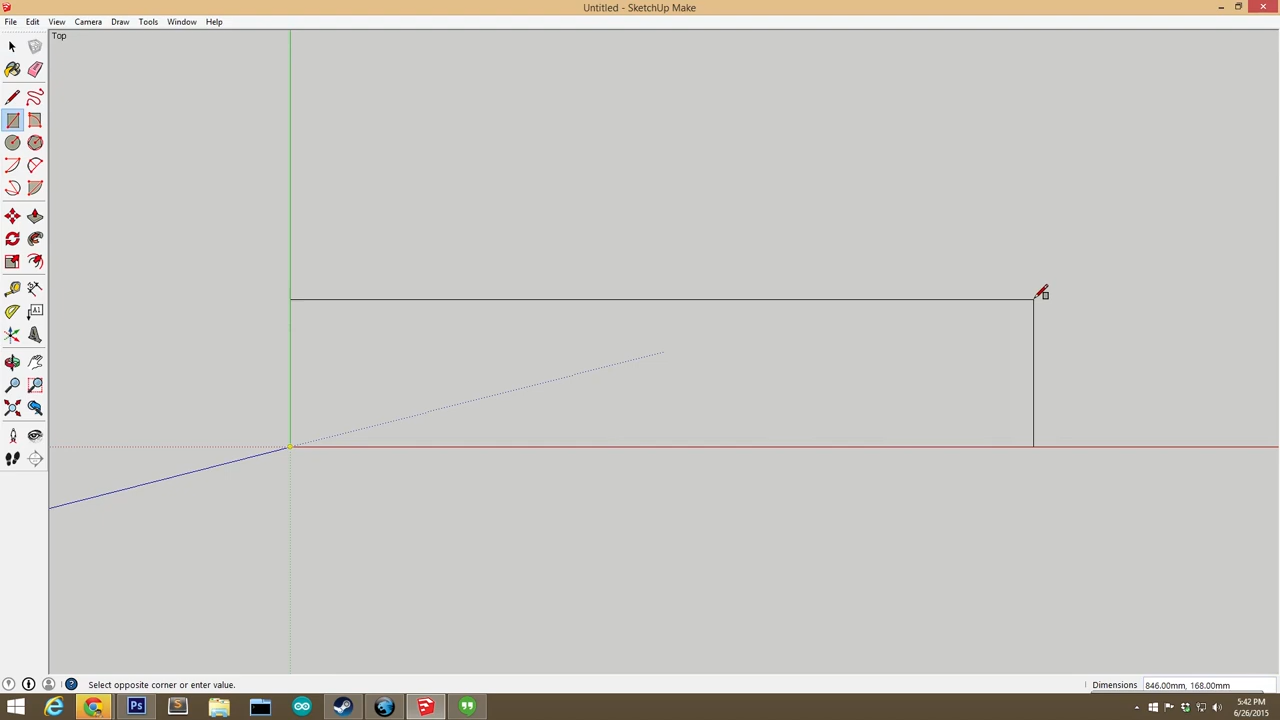 Untitled - SketchUp Make
File Edit View Camera Draw Tools Window Help
Top
A1
Select opposite corner or enter value.
Dimensions 846.00mm, 168.00mm
5:42 PM
6/26/2015